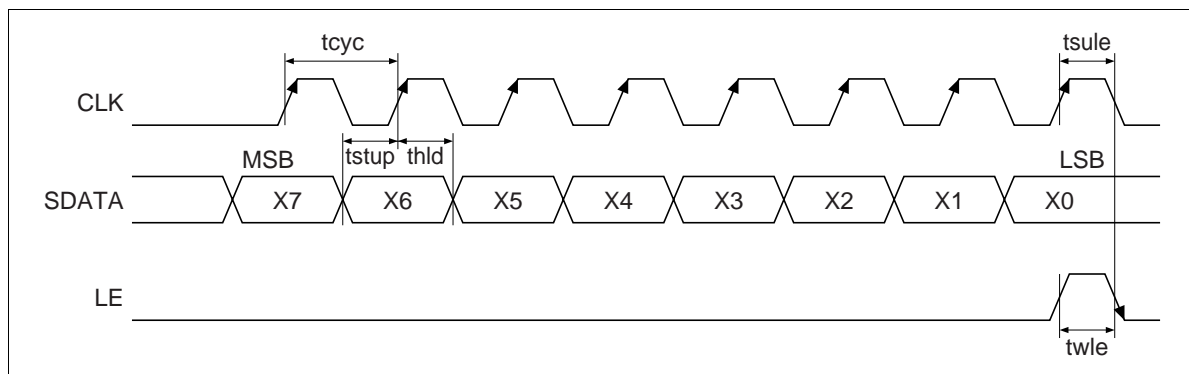 tcyc
tsule
CLK
tstup
thld
MSB
LSB
SDATA
X7
X6
X5
X4
X3
X2
X1
X0
LE
twle